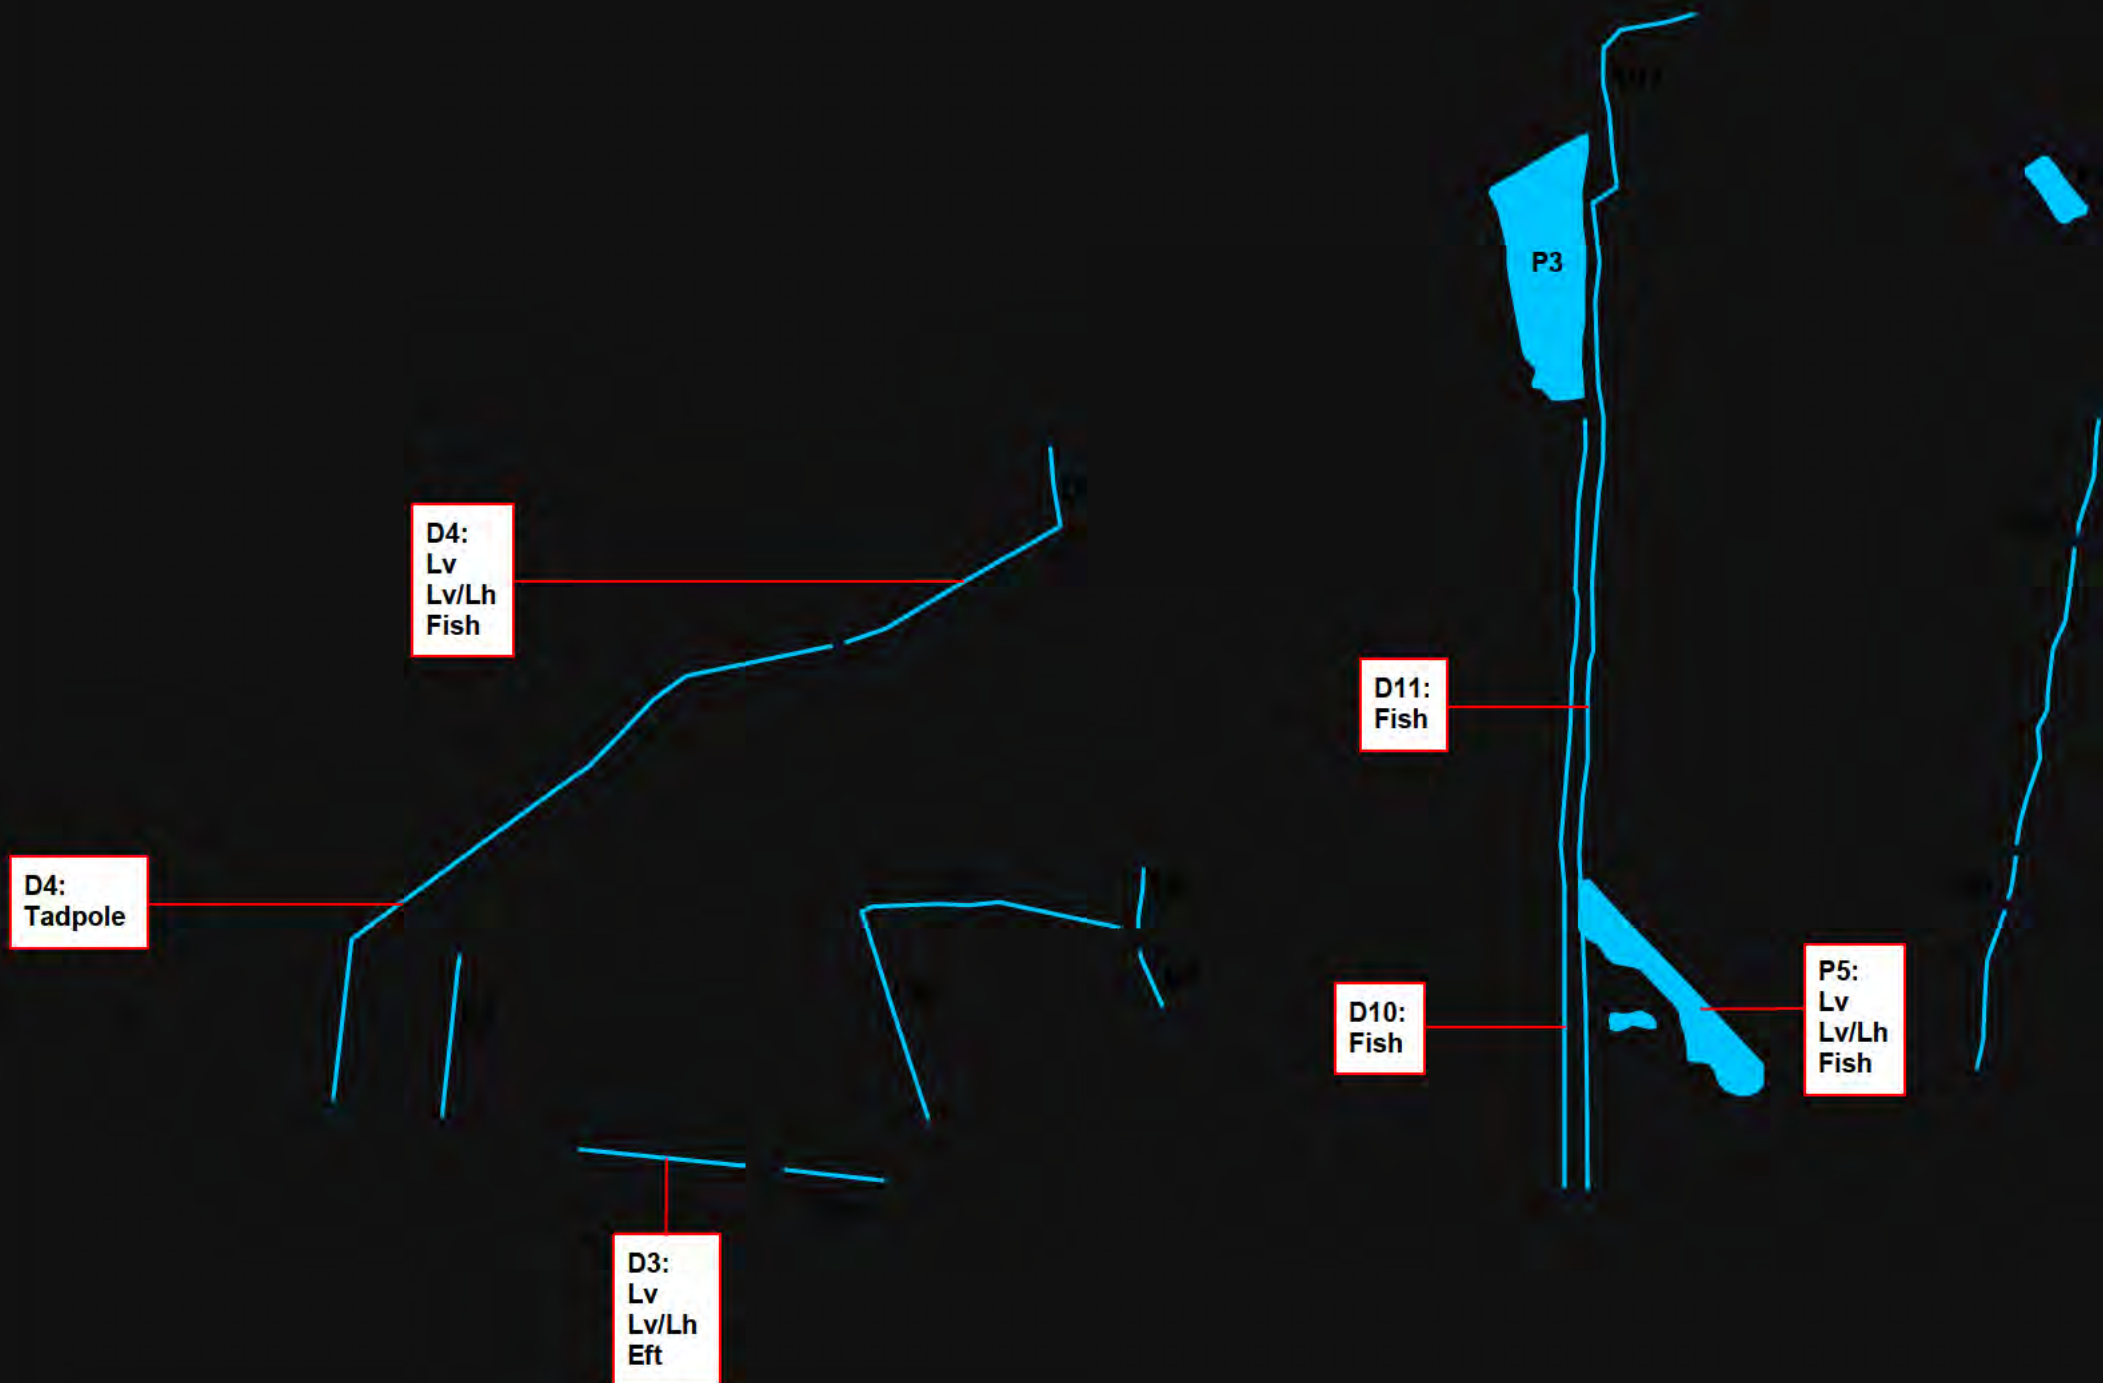 P3
D4:
Lv
Lv/Lh
Fish
D11:
Fish
D4:
Tadpole
P5:
Lv
Lv/Lh
Fish
D10:
Fish
D3:
Lv
Lv/Lh
Eft